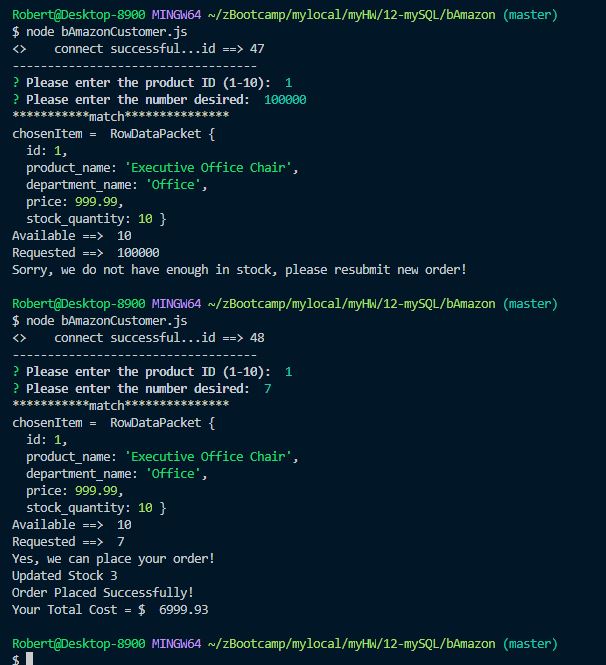 Robert@Desktop-8900 MINGW64 ~/zBootcamp/mylocal/myHW/12-mySQL/bAmazon (master)
$ node bAmazonCustomer.js
<>    connect successful...id ==> 47
-----------------------------------
? Please enter the product ID (1-10):  1
? Please enter the number desired:  100000
***********match***************
chosenItem =  RowDataPacket {
  id: 1,
  product_name: 'Executive Office Chair',
  department_name: 'Office',
  price: 999.99,
  stock_quantity: 10 }
Available ==>  10
Requested ==>  100000
Sorry, we do not have enough in stock, please resubmit new order!

Robert@Desktop-8900 MINGW64 ~/zBootcamp/mylocal/myHW/12-mySQL/bAmazon (master)
$ node bAmazonCustomer.js
<>    connect successful...id ==> 48
-----------------------------------
? Please enter the product ID (1-10):  1
? Please enter the number desired:  7
***********match***************
chosenItem =  RowDataPacket {
  id: 1,
  product_name: 'Executive Office Chair',
  department_name: 'Office',
  price: 999.99,
  stock_quantity: 10 }
Available ==>  10
Requested ==>  7
Yes, we can place your order!
Updated Stock 3
Order Placed Successfully!
Your Total Cost = $  6999.93

Robert@Desktop-8900 MINGW64 ~/zBootcamp/mylocal/myHW/12-mySQL/bAmazon (master)
$